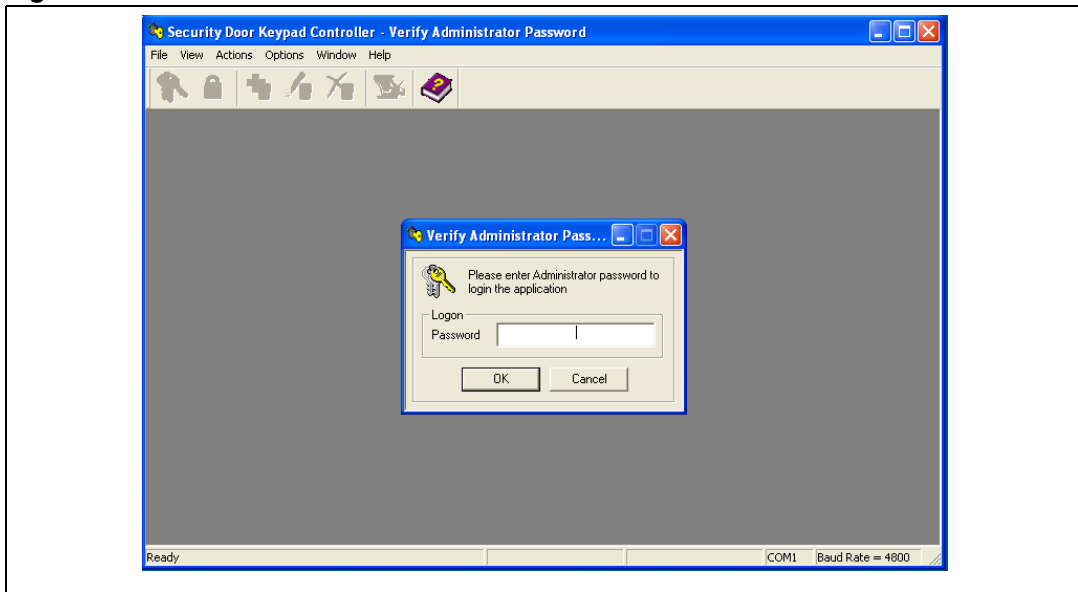 Security Door Keypad Controller - Verify Administrator Password
File View Actions Options Window Help
Verify Administrator Pass...
Please enter Administrator password to
login the application
Logon
Password
OK Cancel
Ready COM1 Baud Rate = 4800